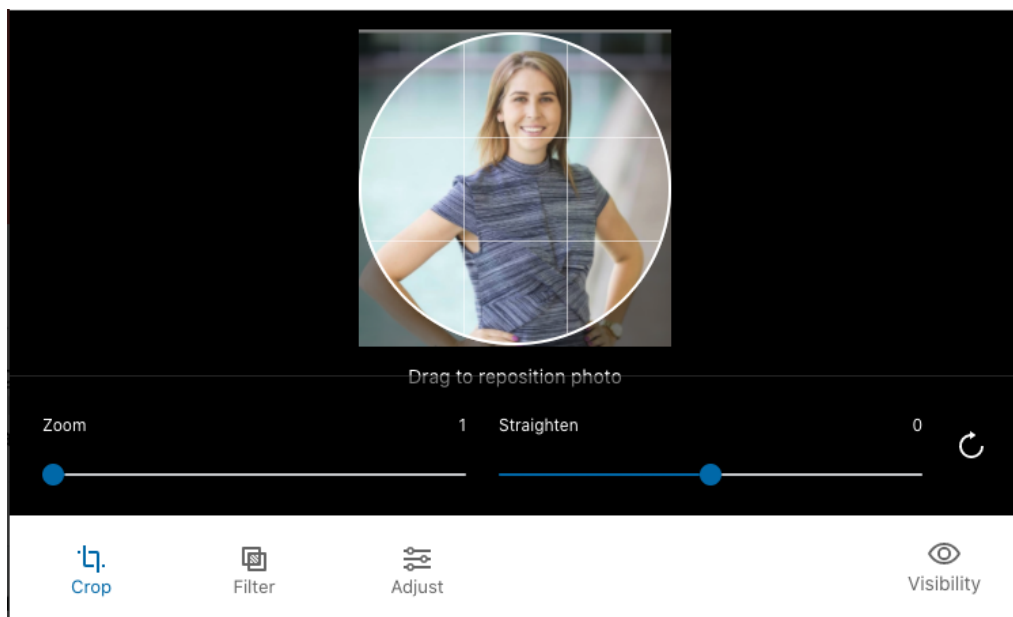 Drag to reposition photo
Zoom 1 Straighten 0
Crop Filter Adjust Visibility